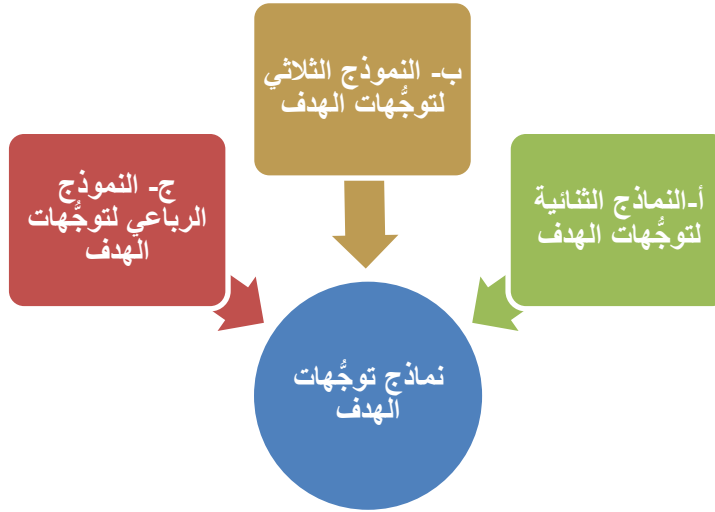 أ-النماذج الثنائية
لتوجُّهات الهدف
ب- النموذج الثلاثي
لتوجُّهات الهدف
ج- النموذج
الرباعي لتوجُّهات
الهدف
نماذج توجُّهات
الهدف